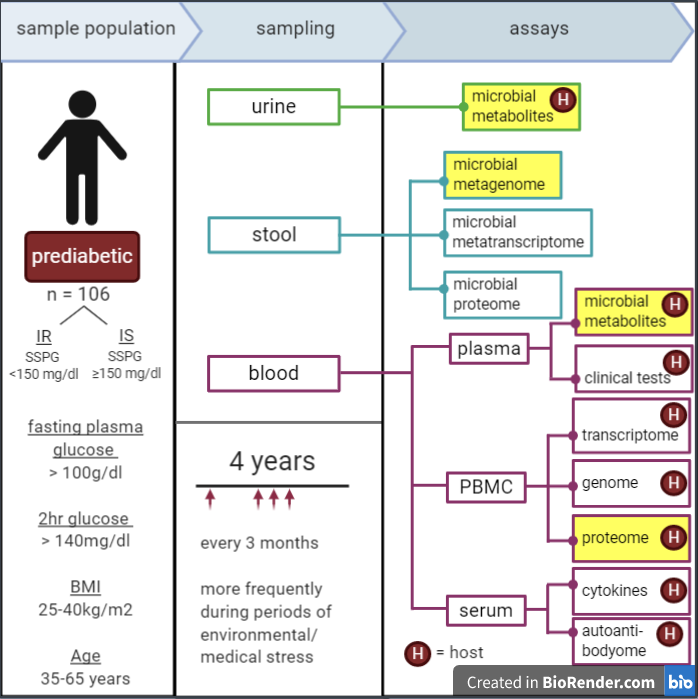 sample population
sampling
assays
prediabetic
n = 106
IR
SSPG
<150 mg/dl
IS
SSPG
≥150 mg/dl
fasting plasma
glucose
> 100g/dl
2hr glucose
> 140mg/dl
BMI
25-40kg/m2
Age
35-65 years
urine
stool
blood
4 years
every 3 months
more frequently
during periods of
environmental/
medical stress
microbial
metabolites
H
microbial
metagenome
microbial
metatranscriptome
microbial
proteome
plasma
microbial
metabolites
H
clinical tests
H
PBMC
transcriptome
H
genome
H
proteome
H
serum
cytokines
H
autoanti-
bodyome
H
H = host
Created in BioRender.com bio